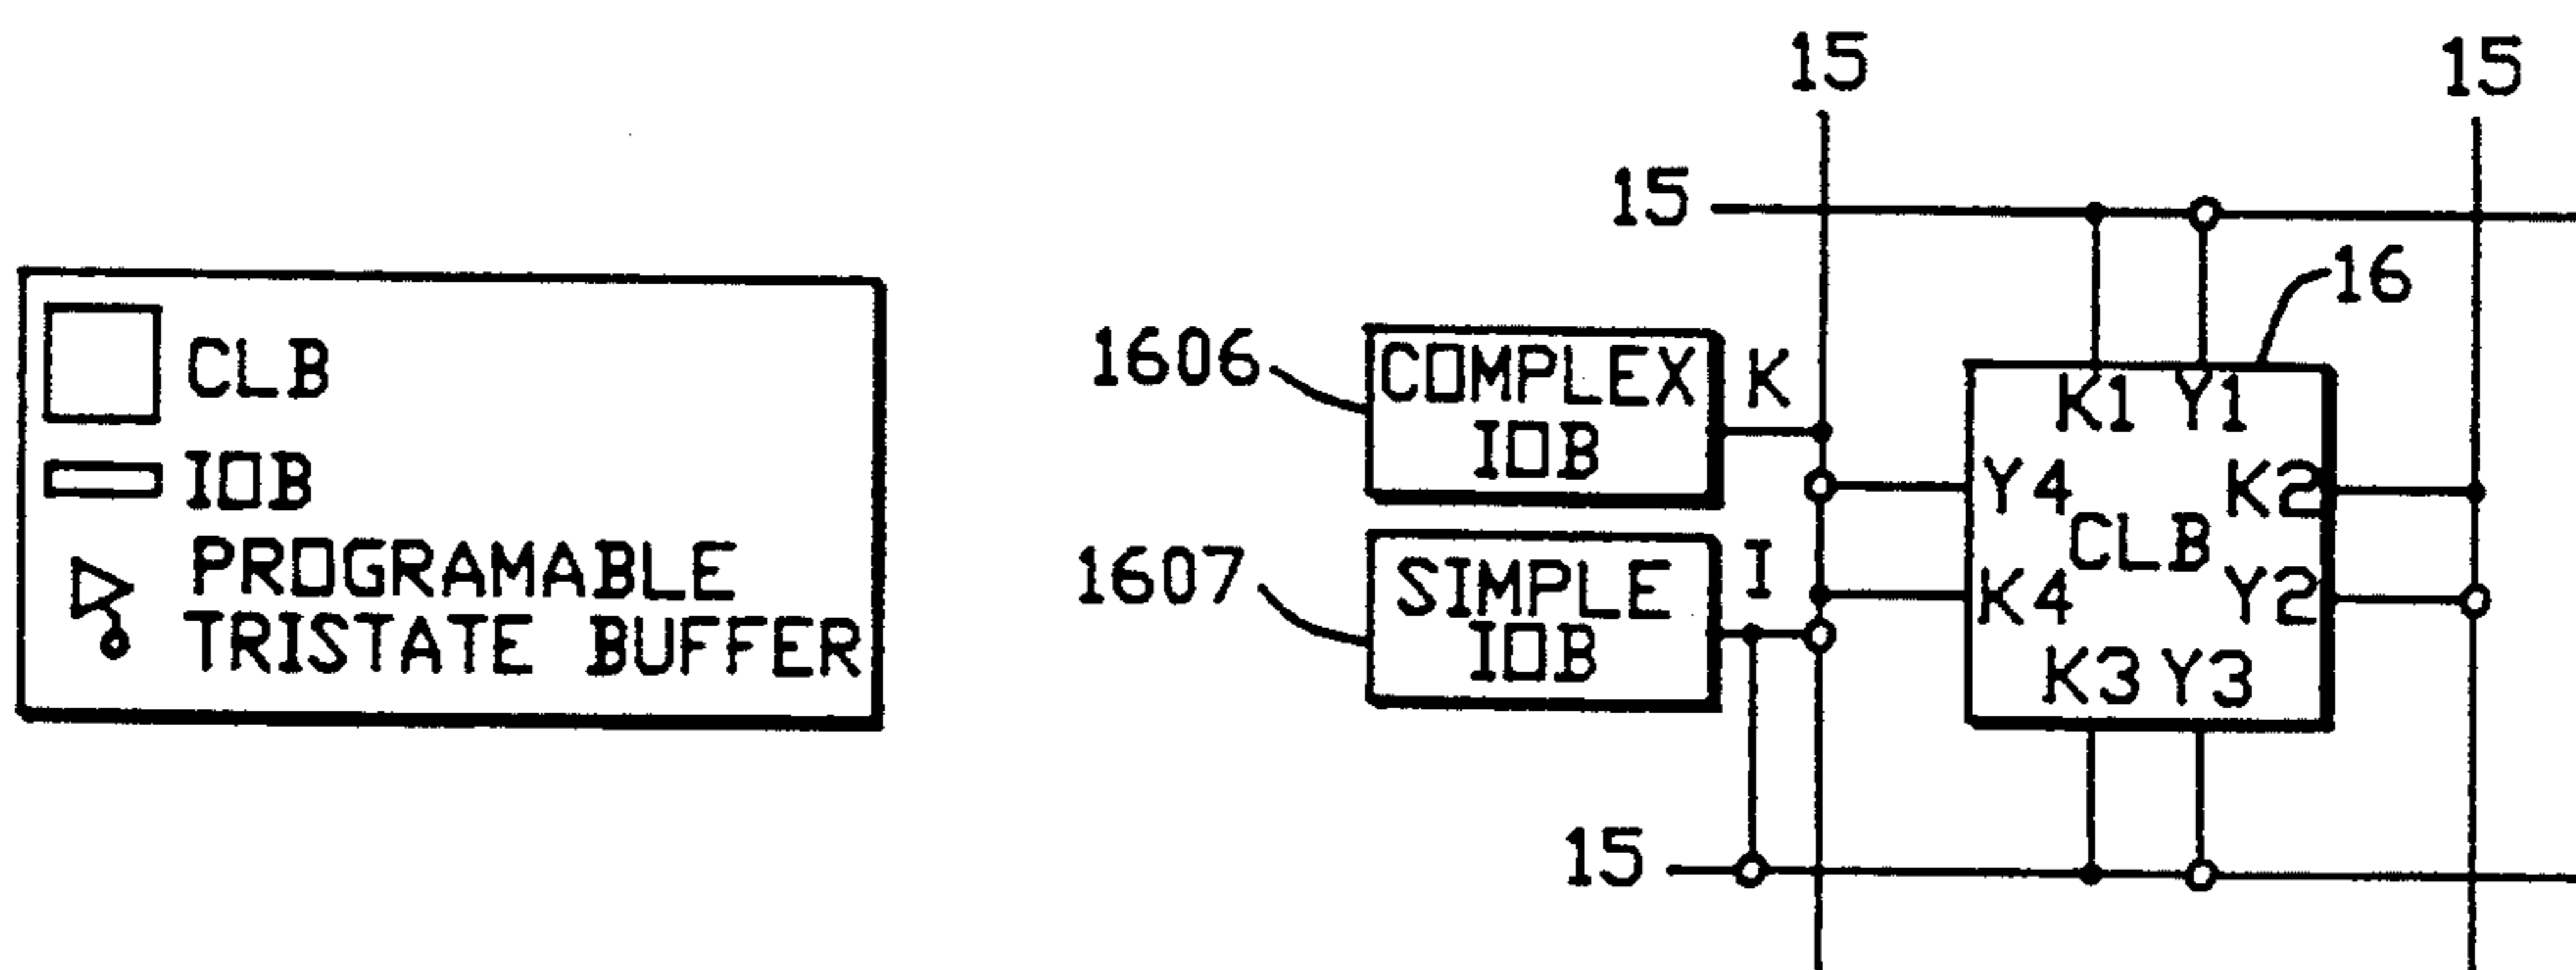 CLB
IOB
PROGRAMABLE
TRISTATE BUFFER
15
15
15
16
1606
COMPLEX
IOB
K
K1 Y1
Y4
K2
CLB
1607
SIMPLE
IOB
I
K4
Y2
K3 Y3
15